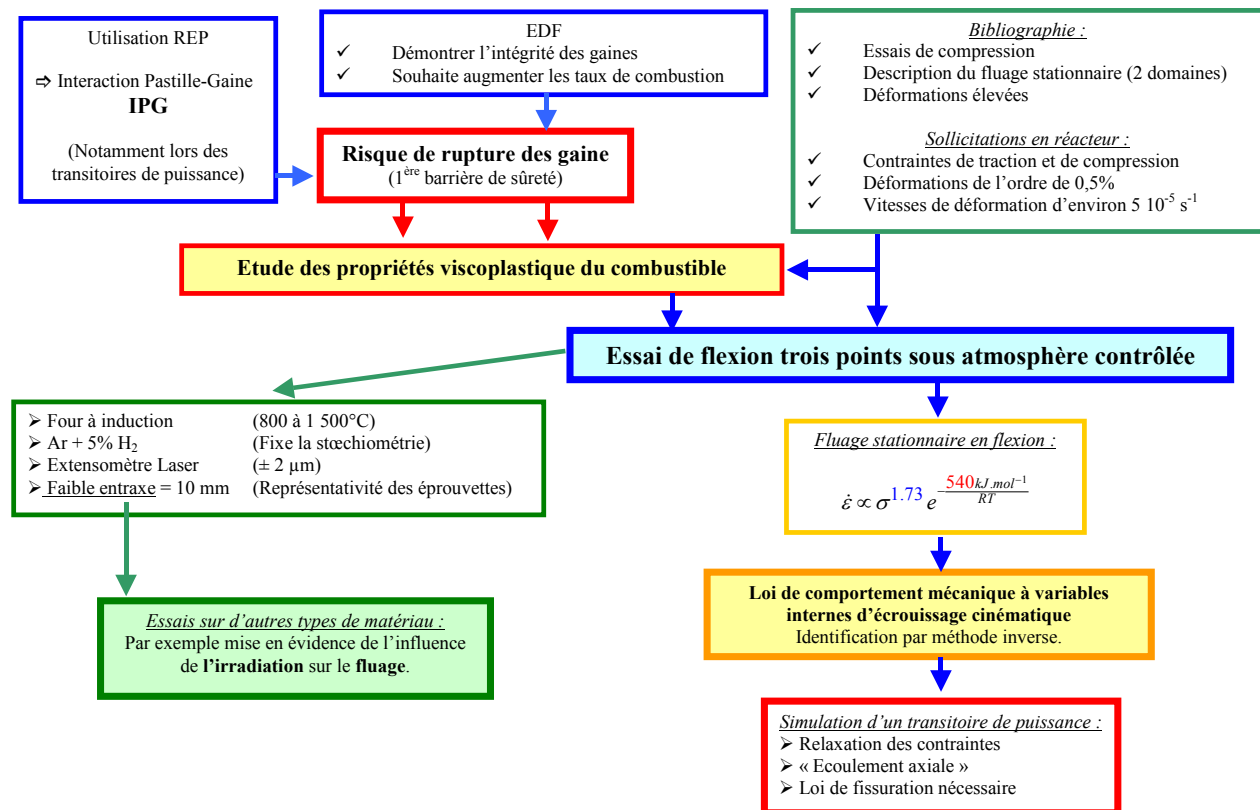 Utilisation REP
⇨ Interaction Pastille-Gaine
IPG
(Notamment lors des
transitoires de puissance)
EDF
✓ Démontrer l'intégrité des gaines
✓ Souhaite augmenter les taux de combustion
Bibliographie :
✓ Essais de compression
✓ Description du fluage stationnaire (2 domaines)
✓ Déformations élevées
Sollicitations en réacteur :
✓ Contraintes de traction et de compression
✓ Déformations de l'ordre de 0,5%
✓ Vitesses de déformation d'environ 5 10⁻⁵ s⁻¹
Risque de rupture des gaine
(1ère barrière de sûreté)
Etude des propriétés viscoplastique du combustible
Essai de flexion trois points sous atmosphère contrôlée
➢ Four à induction (800 à 1 500°C)
➢ Ar + 5% H₂ (Fixe la stœchiométrie)
➢ Extensomètre Laser (± 2 µm)
➢ Faible entraxe = 10 mm (Représentativité des éprouvettes)
Fluage stationnaire en flexion :
ε̇ ∝ σ^1.73 e^(-540kJ.mol⁻¹/RT)
Loi de comportement mécanique à variables
internes d'écrouissage cinématique
Identification par méthode inverse.
Essais sur d'autres types de matériau :
Par exemple mise en évidence de l'influence
de l'irradiation sur le fluage.
Simulation d'un transitoire de puissance :
➢ Relaxation des contraintes
➢ « Ecoulement axiale »
➢ Loi de fissuration nécessaire